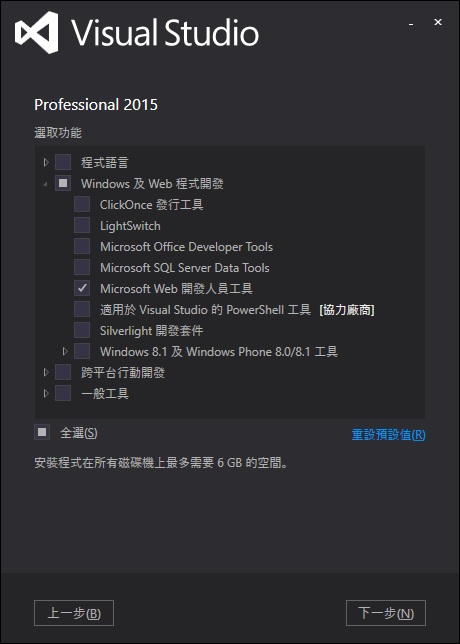 Visual Studio
Professional 2015
選取功能
程式語言
Windows 及 Web 程式開發
ClickOnce 發行工具
LightSwitch
Microsoft Office Developer Tools
Microsoft SQL Server Data Tools
Microsoft Web 開發人員工具
適用於 Visual Studio 的 PowerShell 工具 [協力廠商]
Silverlight 開發套件
Windows 8.1 及 Windows Phone 8.0/8.1 工具
跨平台行動開發
一般工具
全選(S) 重設預設值(R)
安裝程式在所有磁碟機上最多需要 6 GB 的空間。
上一步(B) 下一步(N)